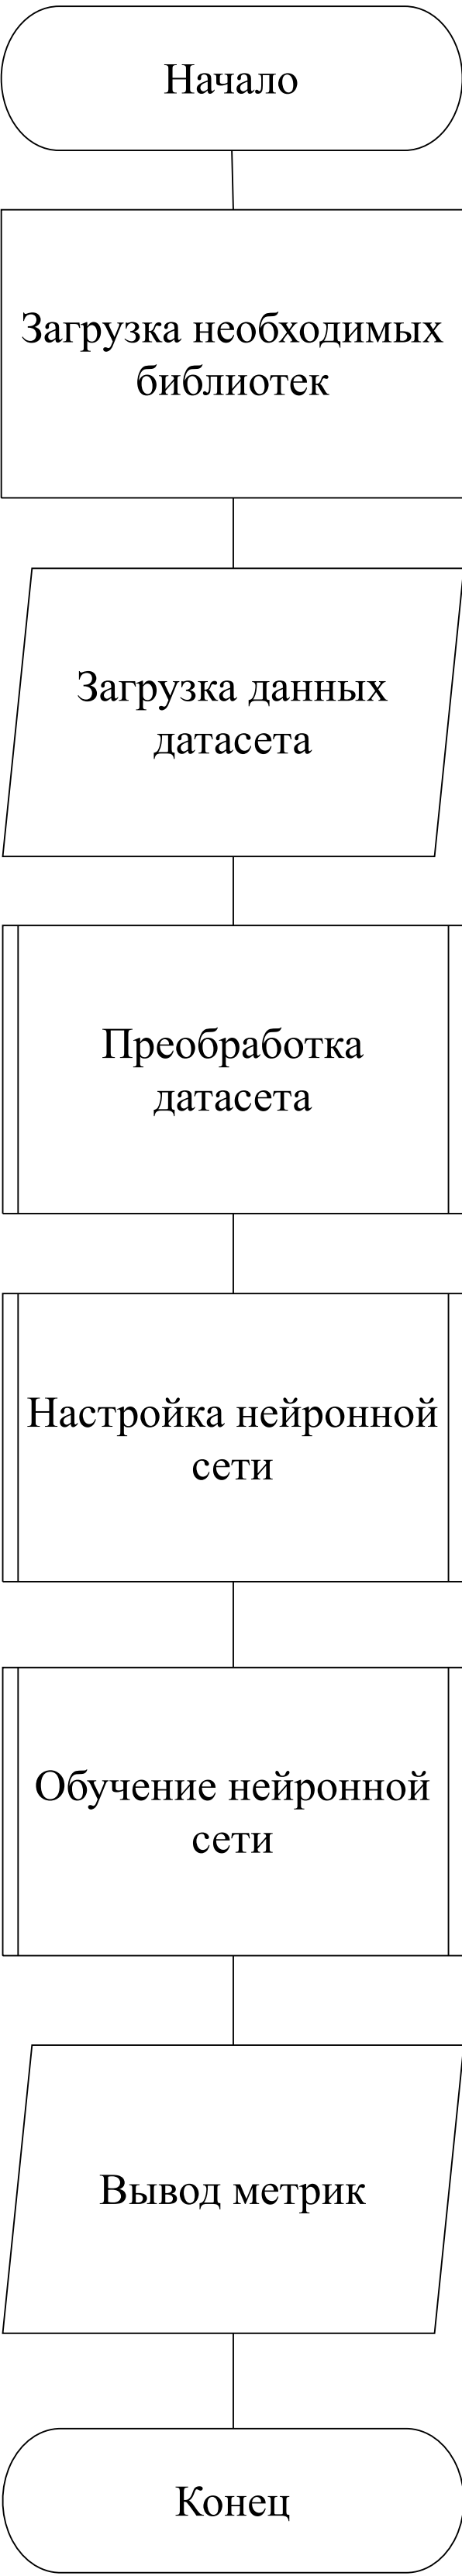 Начало
Загрузка необходимых
библиотек
Загрузка данных
датасета
Преобработка
датасета
Настройка нейронной
сети
Обучение нейронной
сети
Вывод метрик
Конец